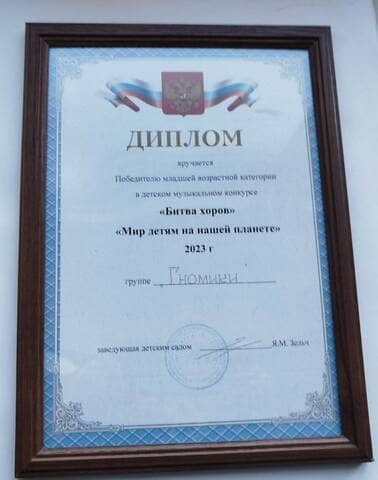 ДИПЛОМ
вручается
Победителю младшей возрастной категории
в детском музыкальном конкурсе
«Битва хоров»
«Мир детям на нашей планете»
2023 г
группе Гномики
заведующая детским садом Я.М. Зельч